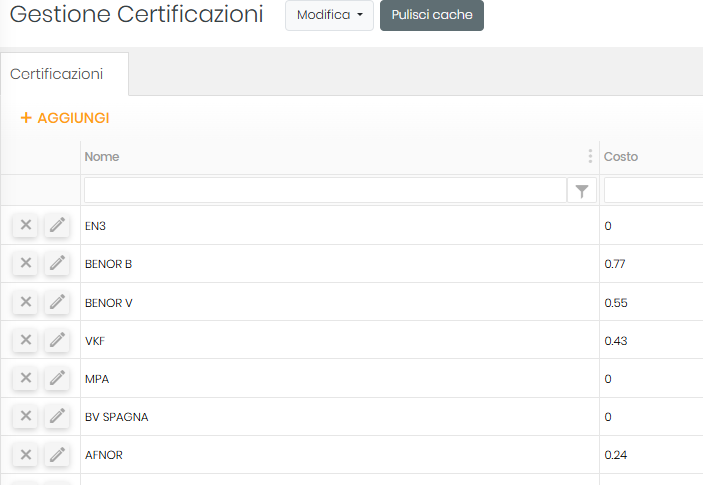 Gestione Certificazioni Modifica Pulisci cache
Certificazioni
+ AGGIUNGI
Nome Costo
EN3 0
BENOR B 0.77
BENOR V 0.55
VKF 0.43
MPA 0
BV SPAGNA 0
AFNOR 0.24